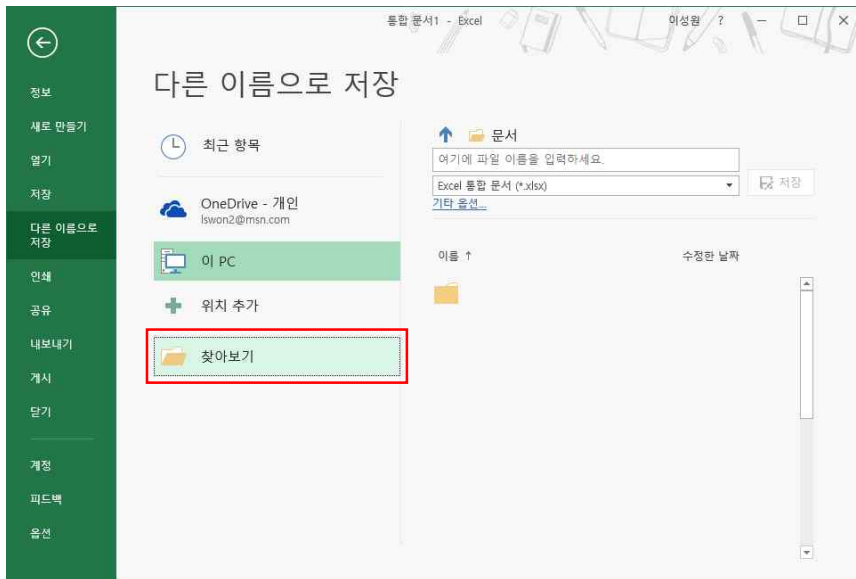 통합 문서1 - Excel
이성원
?
정보
새로 만들기
열기
저장
다른 이름으로
저장
인쇄
공유
내보내기
게시
닫기
계정
피드백
옵션
다른 이름으로 저장
최근 항목
OneDrive - 개인
lswon2@msn.com
이 PC
위치 추가
찾아보기
문서
여기에 파일 이름을 입력하세요.
Excel 통합 문서 (*.xlsx)
저장
기타 옵션...
이름 ↑
수정한 날짜